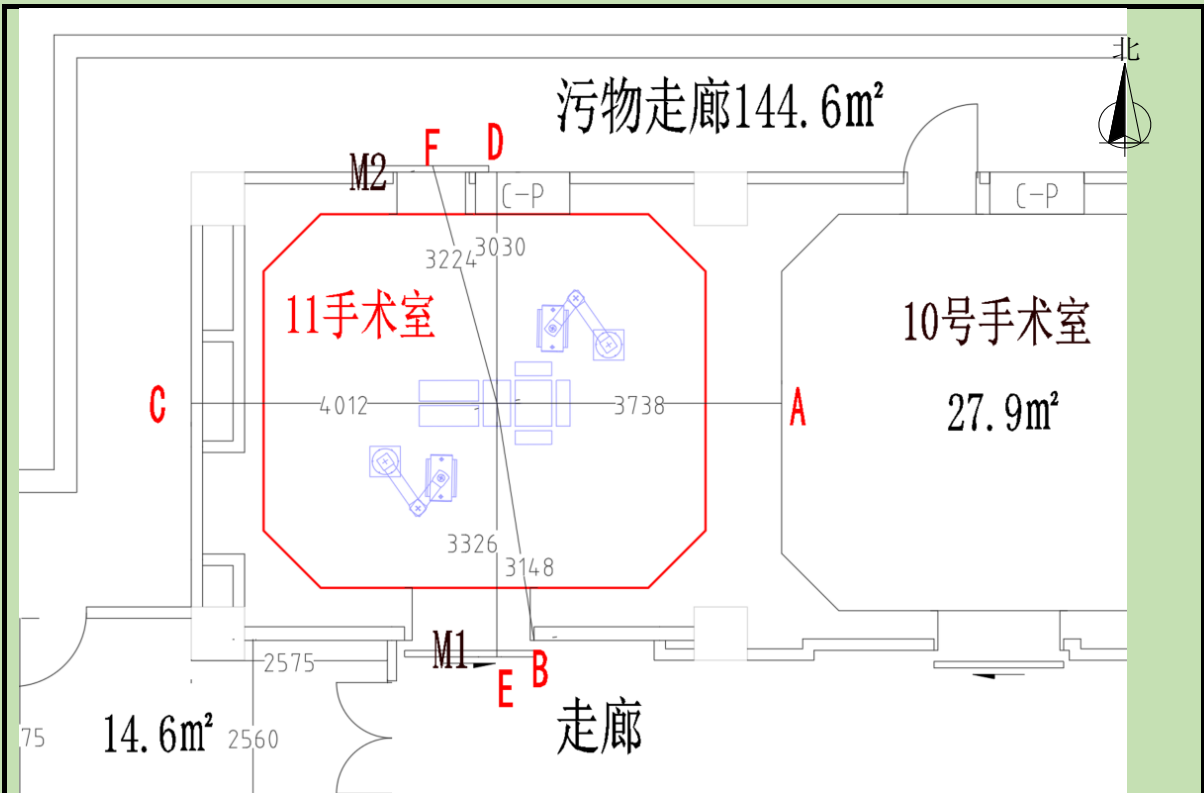 北
污物走廊144.6m²
F
D
M2
C-P
C-P
3030
3224
11手术室
10号手术室
C
4012
3738
A
27.9m²
3326
3148
M1
2575
B
E
14.6m²
2560
75
走廊